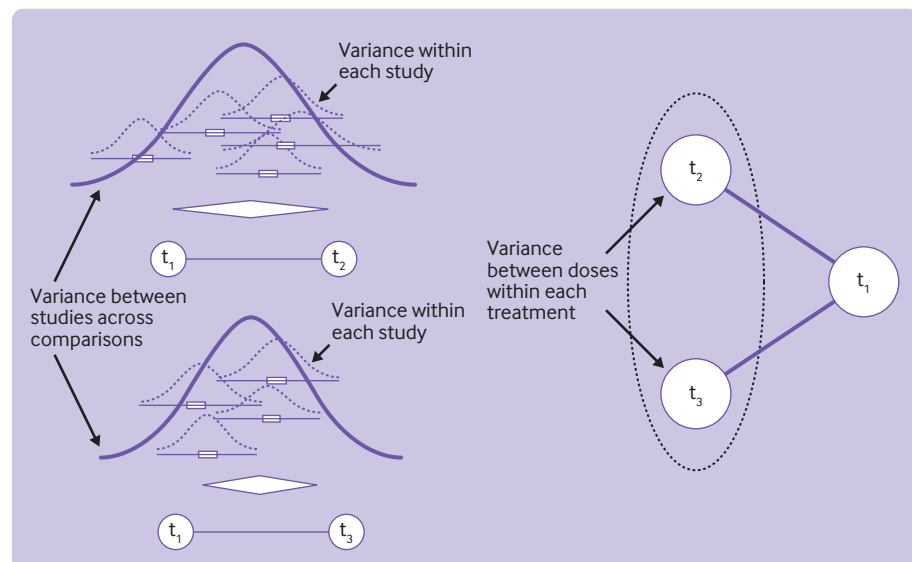 Variance within
each study
t1
t2
Variance between
studies across
comparisons
Variance within
each study
t1
t3
t2
Variance
between doses
within each
treatment
t1
t3